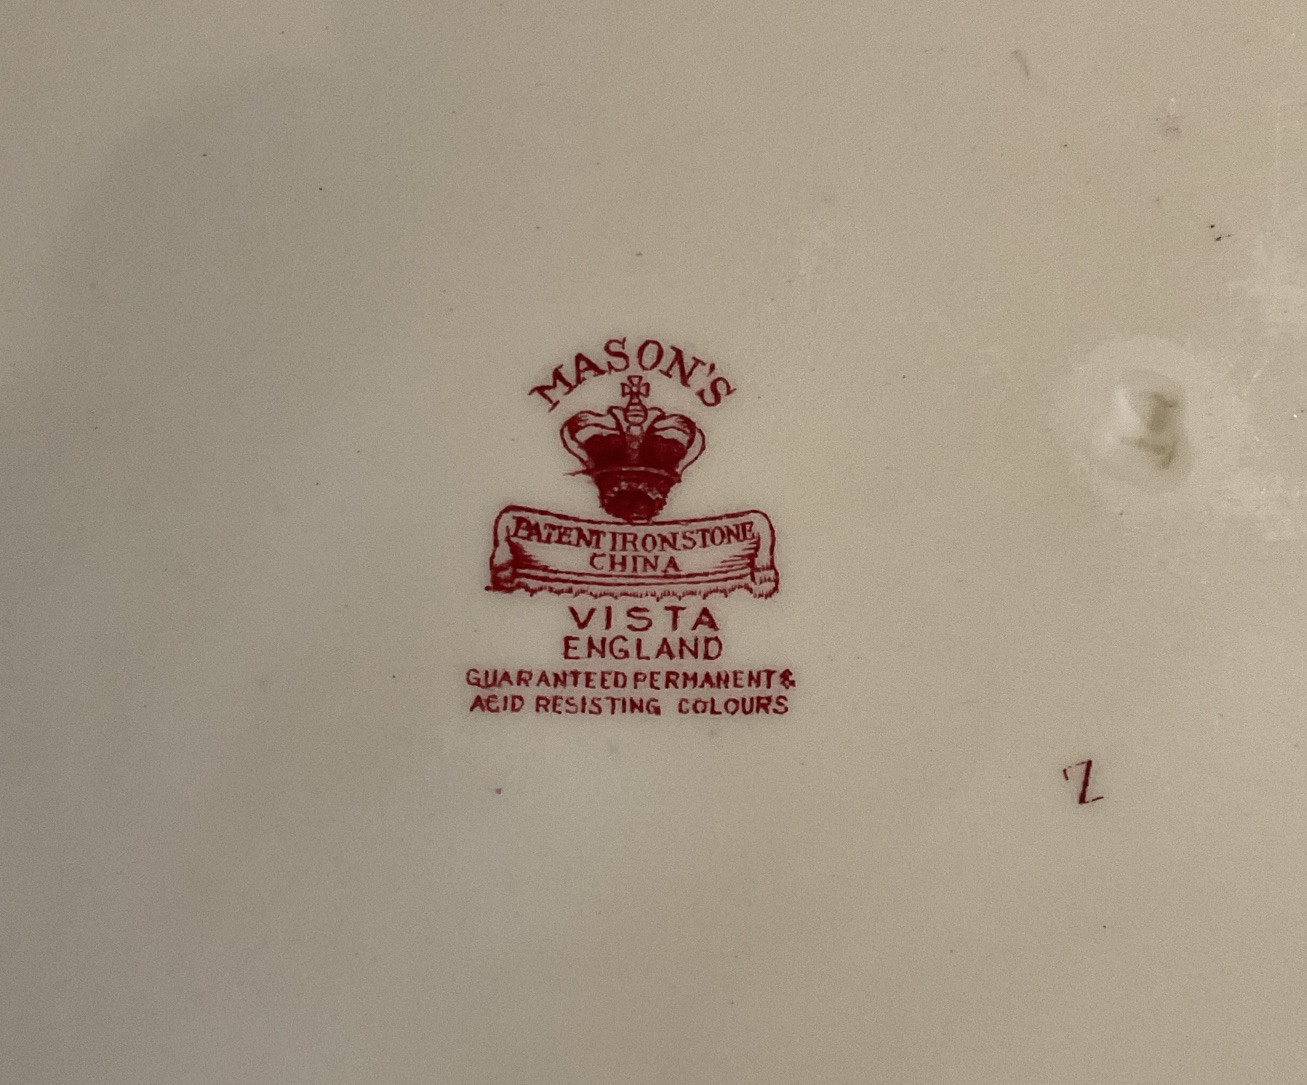 MASON'S
PATENT IRONSTONE
CHINA
VISTA
ENGLAND
GUARANTEED PERMANENT &
ACID RESISTING COLOURS
Z